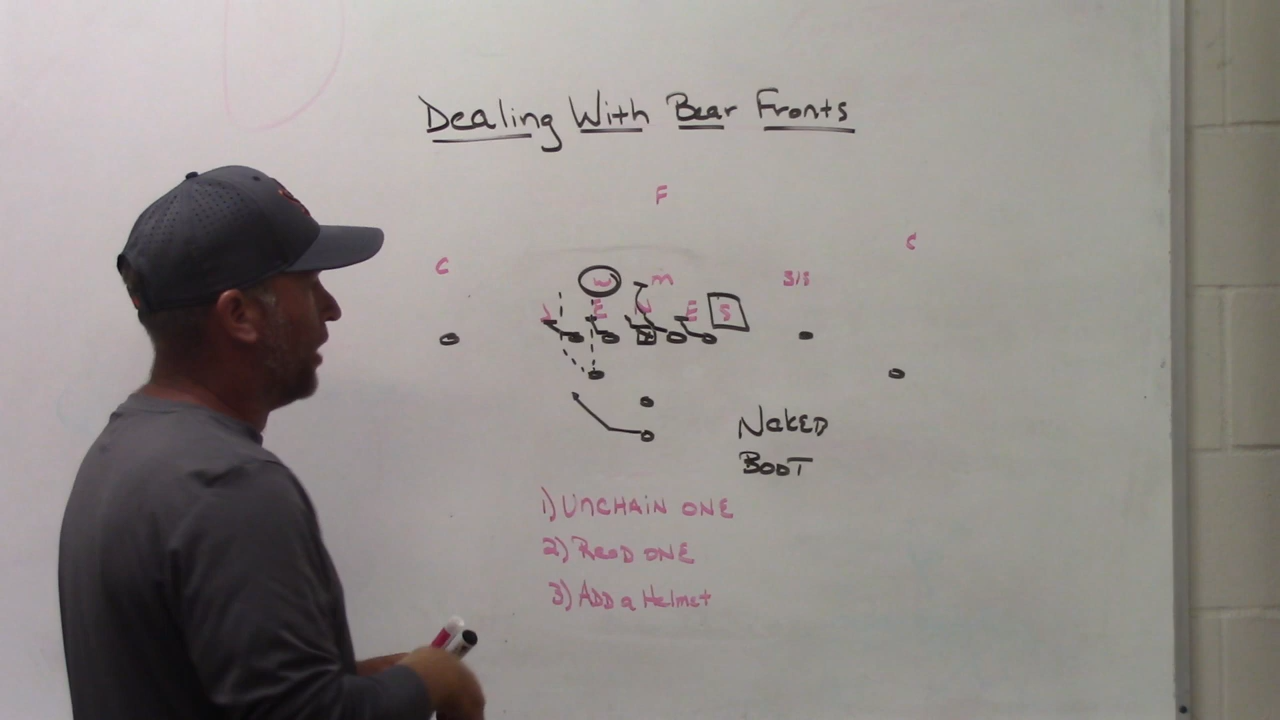 Dealing With Bear Fronts
F
C
C
W
M
S/S
E
N
E
S
NAKED
BOOT
1) UNCHAIN ONE
2) READ ONE
3) ADD a Helmet